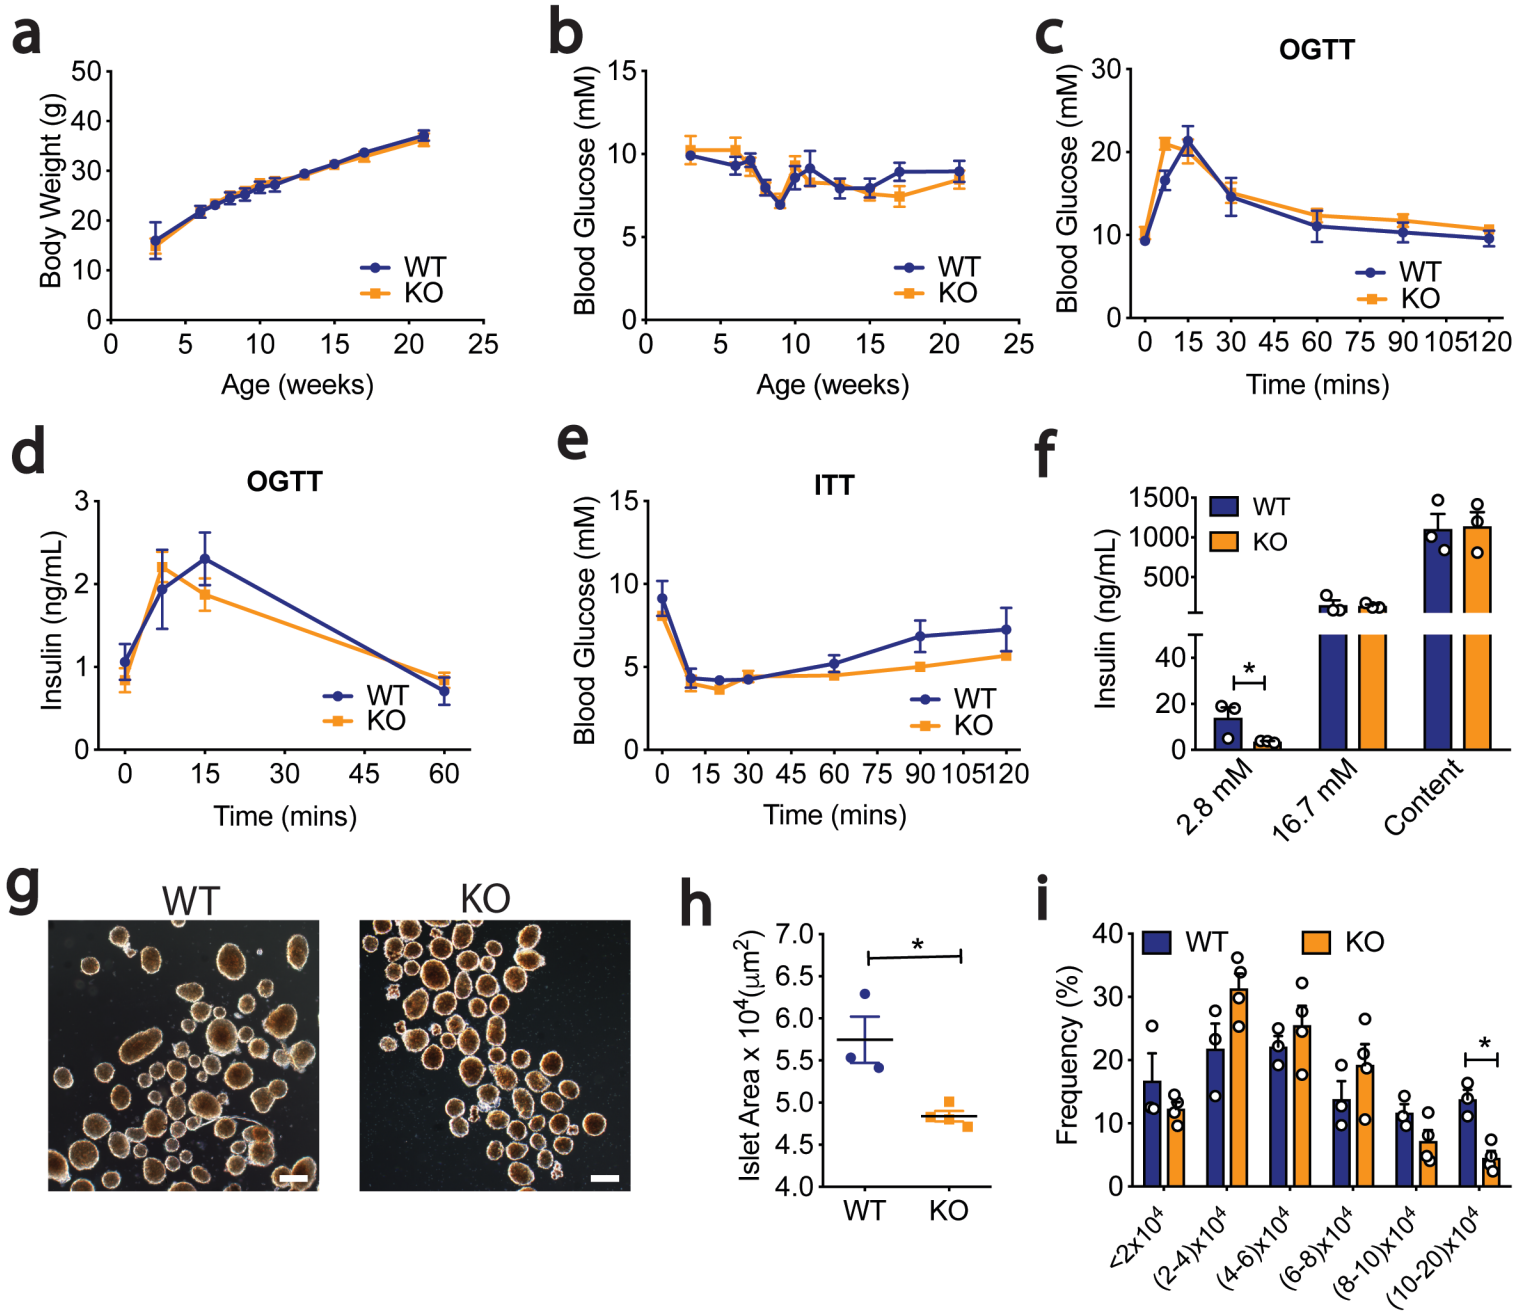 a
50
40
30
20
10
0
Body Weight (g)
0 5 10 15 20 25
Age (weeks)
WT
KO
b
15
10
5
0
Blood Glucose (mM)
0 5 10 15 20 25
Age (weeks)
WT
KO
c
OGTT
30
20
10
0
Blood Glucose (mM)
0 15 30 45 60 75 90 105 120
Time (mins)
WT
KO
d
OGTT
3
2
1
0
Insulin (ng/mL)
0 15 30 45 60
Time (mins)
WT
KO
e
ITT
15
10
5
0
Blood Glucose (mM)
0 15 30 45 60 75 90 105 120
Time (mins)
WT
KO
f
1500
1000
500
40
20
0
Insulin (ng/mL)
WT
KO
*
2.8 mM
16.7 mM
Content
g
WT
KO
h
7.0
6.5
6.0
5.5
5.0
4.5
4.0
Islet Area x 10⁴(μm²)
*
WT KO
i
40
30
20
10
0
Frequency (%)
WT KO
*
<2x10⁴
(2-4)x10⁴
(4-6)x10⁴
(6-8)x10⁴
(8-10)x10⁴
(10-20)x10⁴